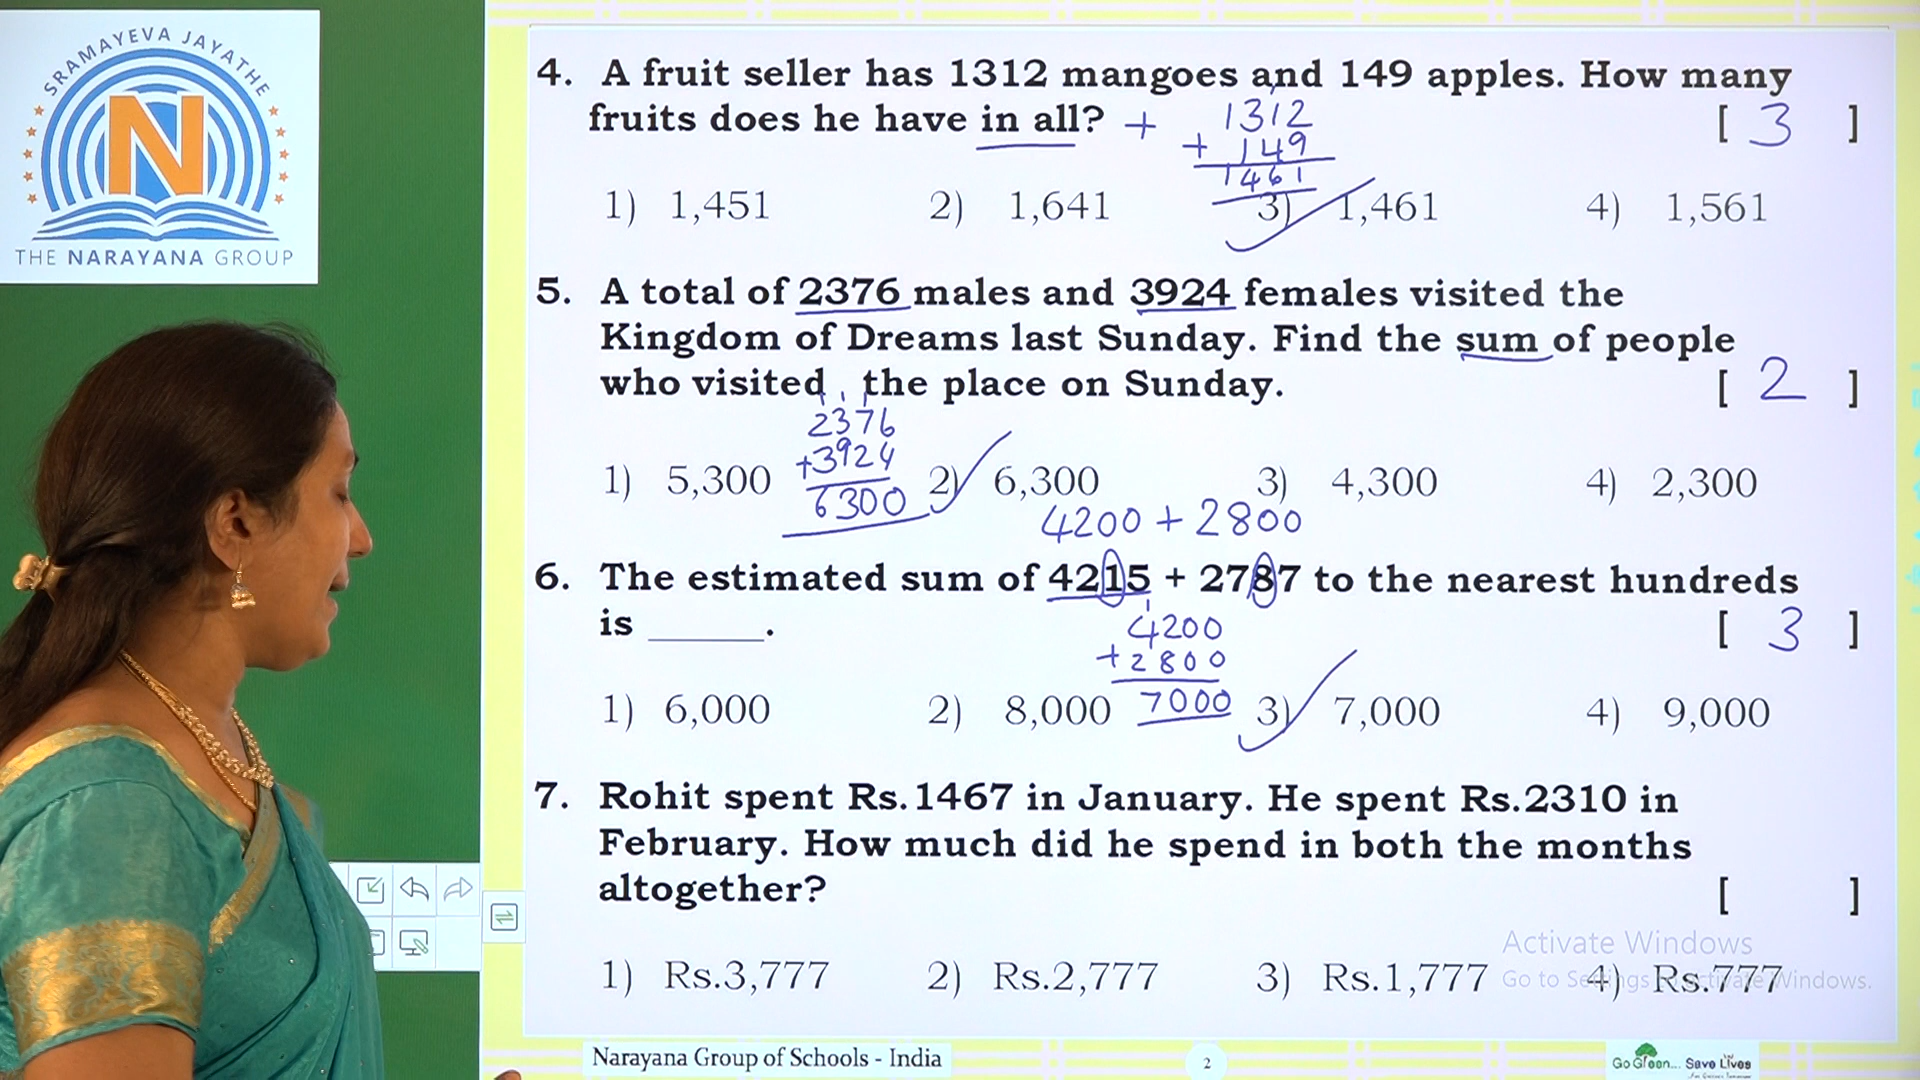 SRAMAYEVA JAYATHE
N
THE NARAYANA GROUP
4. A fruit seller has 1312 mangoes and 149 apples. How many
fruits does he have in all? + 1312 [ 3 ]
+ 149
1461
1) 1,451 2) 1,641 3) 1,461 4) 1,561
5. A total of 2376 males and 3924 females visited the
Kingdom of Dreams last Sunday. Find the sum of people
who visited the place on Sunday. [ 2 ]
2376
+3924
6300
1) 5,300 2) 6,300 3) 4,300 4) 2,300
4200 + 2800
6. The estimated sum of 4215 + 2787 to the nearest hundreds
is ______. [ 3 ]
4200
+2800
7000
1) 6,000 2) 8,000 3) 7,000 4) 9,000
7. Rohit spent Rs.1467 in January. He spent Rs.2310 in
February. How much did he spend in both the months
altogether? [ ]
Activate Windows
1) Rs.3,777 2) Rs.2,777 3) Rs.1,777 4) Rs.777
Go to Settings to activate Windows.
Narayana Group of Schools - India
2
Go Green... Save Lives